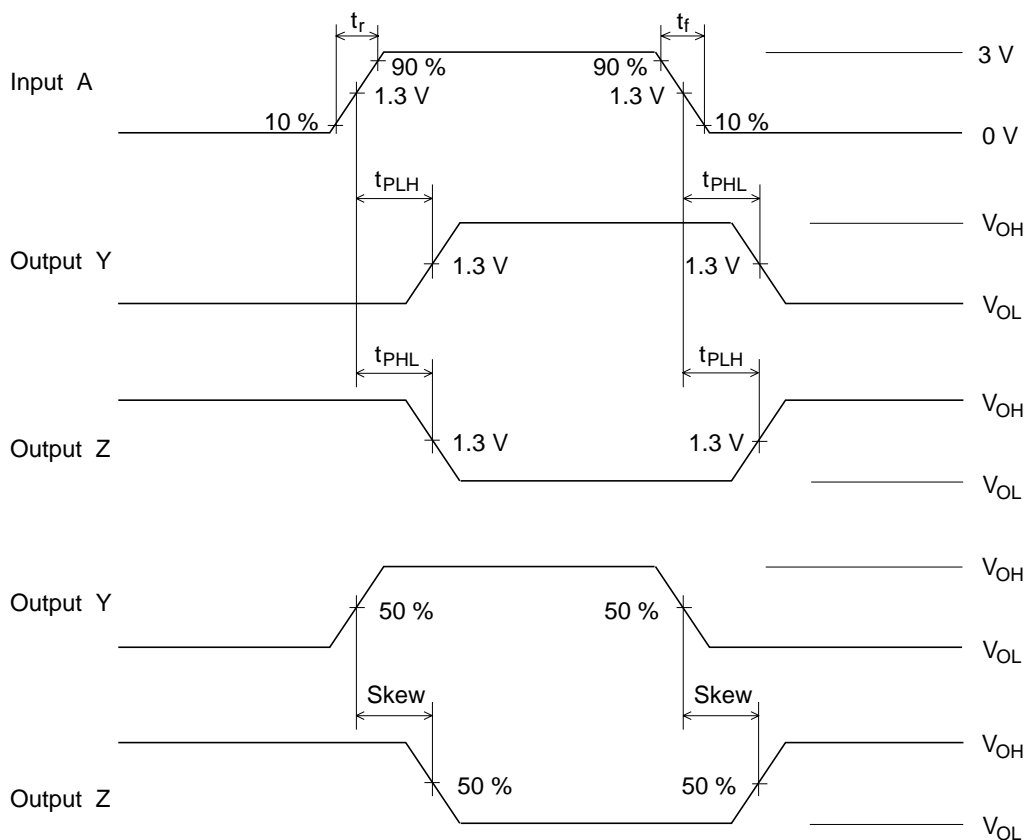 tr tf
3 V
90 % 90 %
Input A
1.3 V 1.3 V
10 % 10 %
0 V
tPLH tPHL
VOH
Output Y
1.3 V 1.3 V
VOL
tPHL tPLH
VOH
Output Z
1.3 V 1.3 V
VOL
VOH
Output Y
50 % 50 %
VOL
Skew Skew
VOH
50 % 50 %
Output Z
VOL